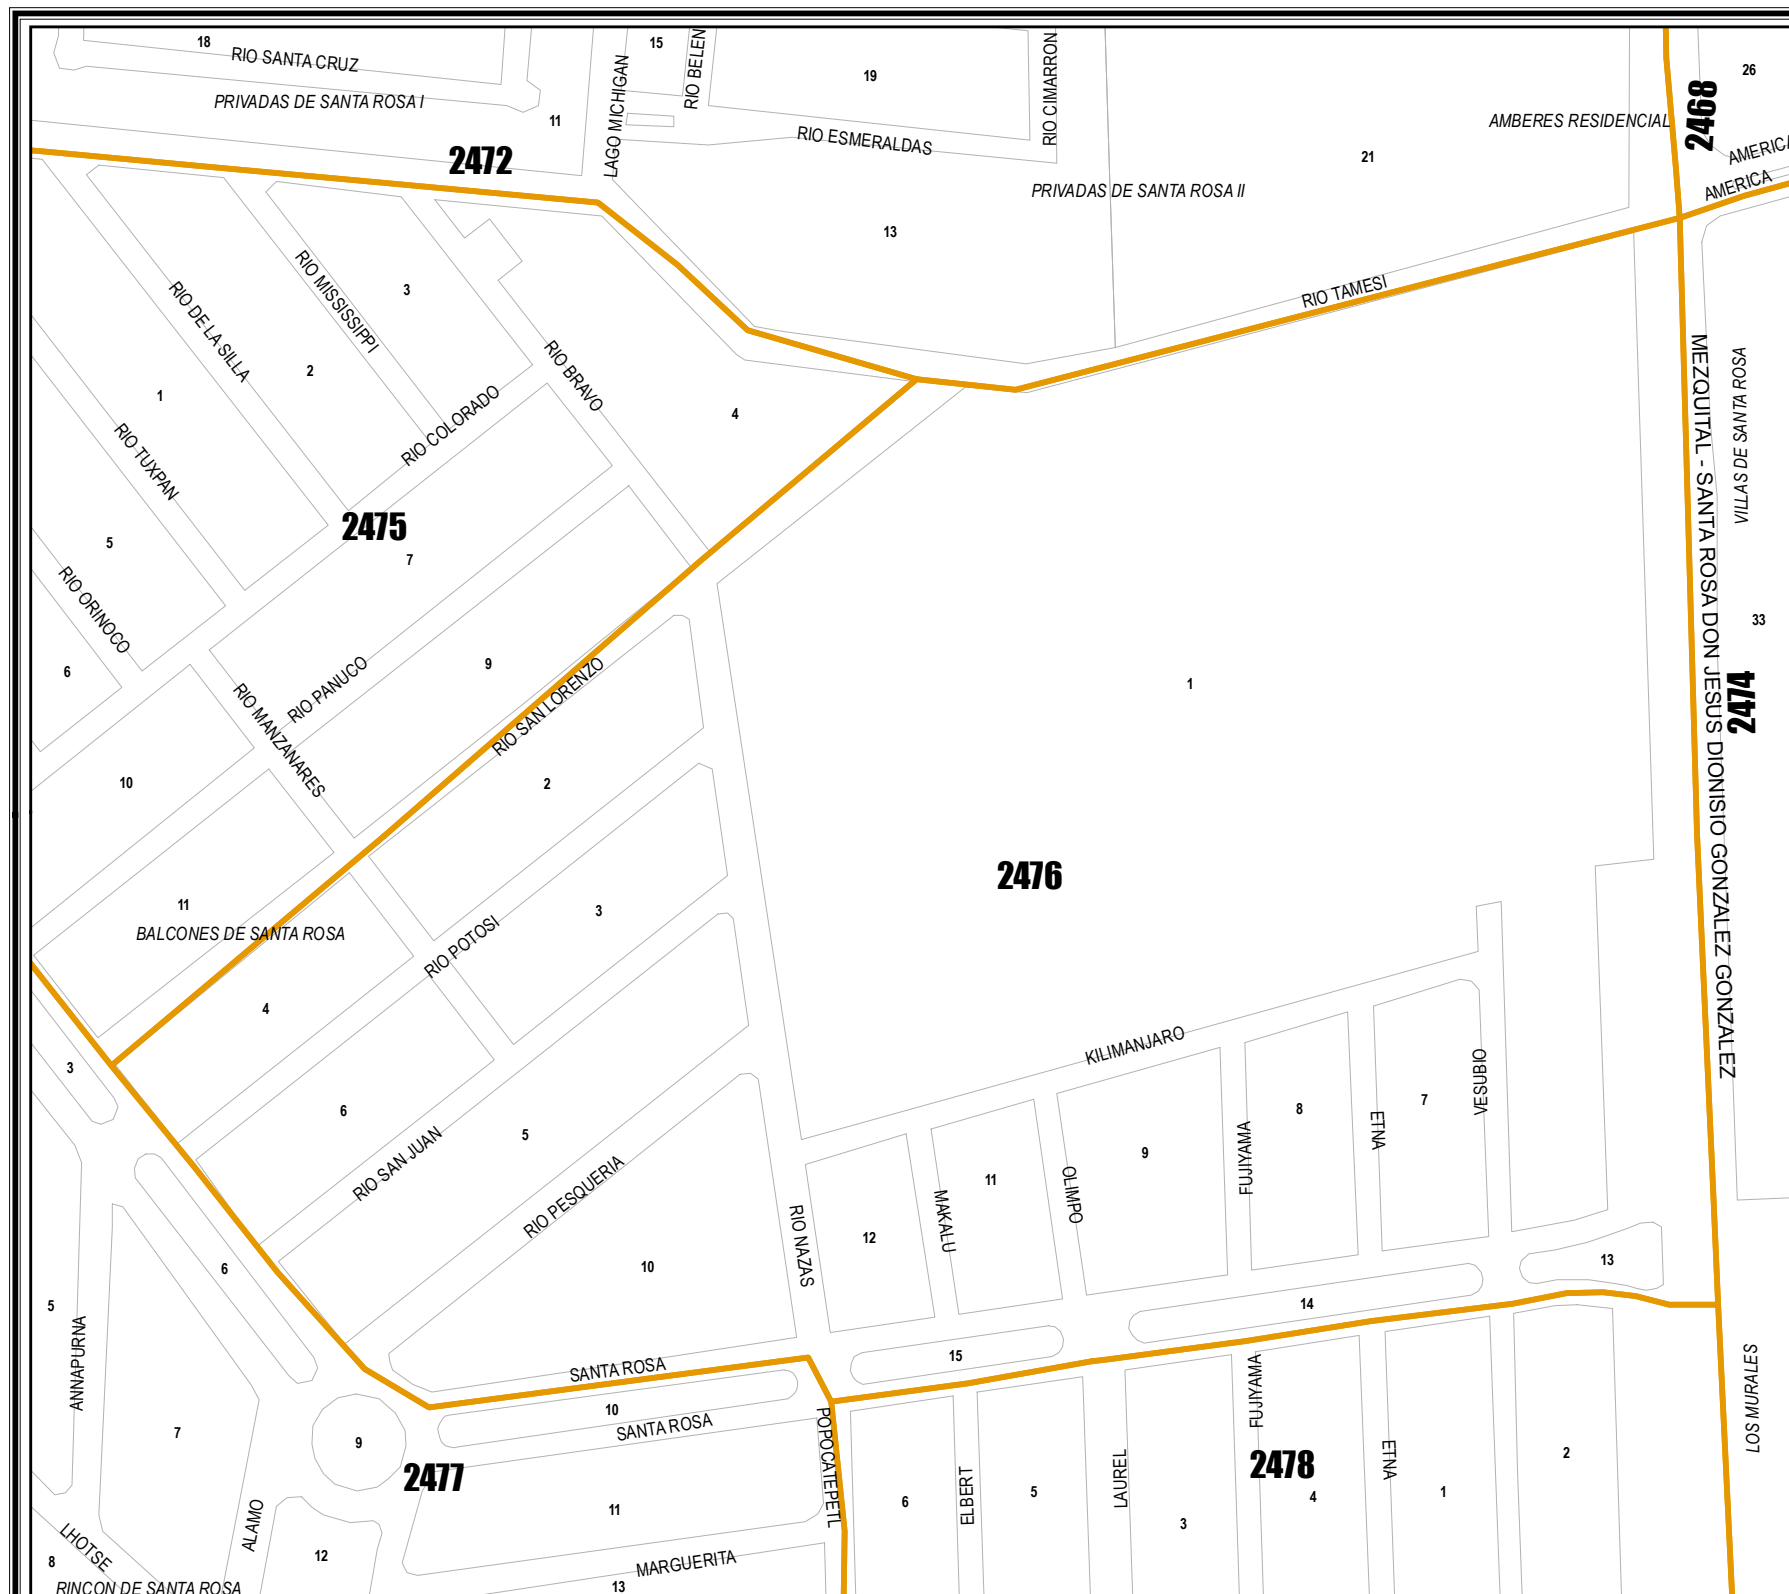 18
RIO SANTA CRUZ
PRIVADAS DE SANTA ROSA I
11
LAGO MICHIGAN
15
RIO BELEN
19
RIO CIMARRON
RIO ESMERALDAS
PRIVADAS DE SANTA ROSA II
13
21
AMBERES RESIDENCIAL
2468
26
AMERICA
AMERICA
2472
RIO TAMESI
RIO DE LA SILLA
RIO MISSISSIPPI
3
2
1
RIO BRAVO
RIO COLORADO
4
RIO TUXPAN
2475
5
7
RIO ORINOCO
6
RIO MANZANARES
RIO PANUCO
9
RIO SAN LORENZO
10
11
BALCONES DE SANTA ROSA
2
3
RIO POTOSI
4
1
2476
MEZQUITAL - SANTA ROSA DON JESUS DIONISIO GONZALEZ GONZALEZ
VILLAS DE SANTA ROSA
33
2474
3
6
RIO SAN JUAN
5
RIO PESQUERIA
10
RIO NAZAS
KILIMANJARO
12
MAKALU
11
OLIMPO
9
FUJIYAMA
8
ETNA
7
VESUBIO
13
14
15
6
5
ANNAPURNA
7
9
SANTA ROSA
10
SANTA ROSA
2477
11
POPOCATEPETL
6
ELBERT
5
LAUREL
3
FUJIYAMA
2478
4
ETNA
1
2
LOS MURALES
ALAMO
12
LHOTSE
8
RINCON DE SANTA ROSA
MARGUERITA
13